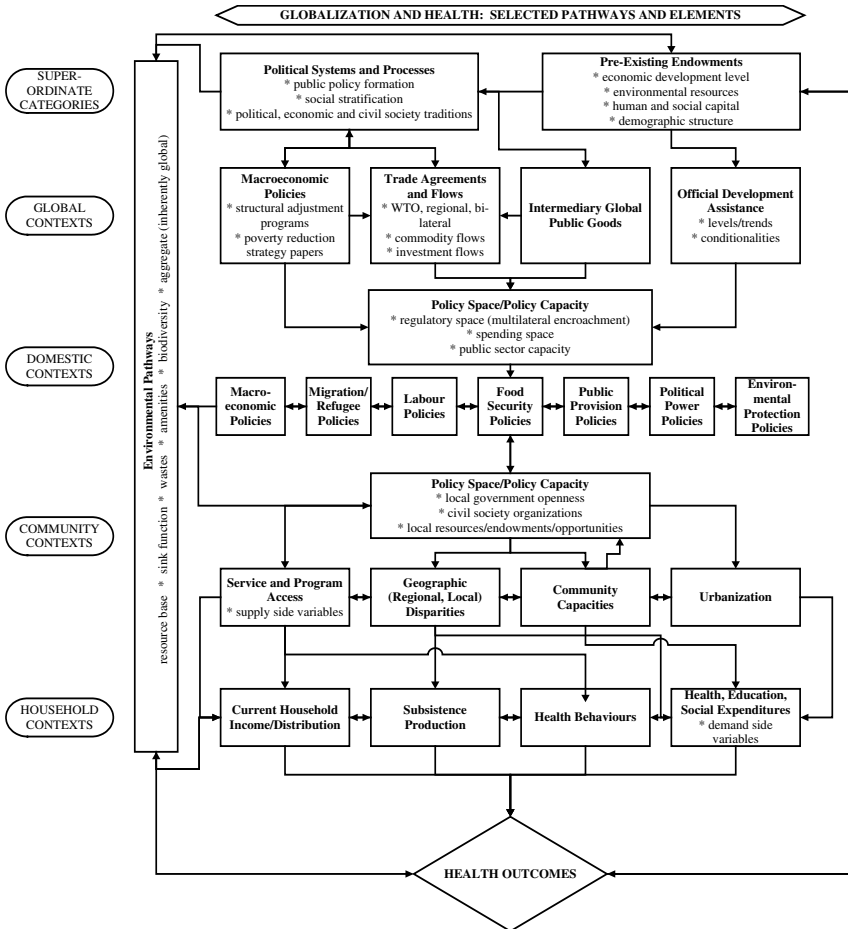 GLOBALIZATION AND HEALTH: SELECTED PATHWAYS AND ELEMENTS
SUPER-
ORDINATE
CATEGORIES
Political Systems and Processes
* public policy formation
* social stratification
* political, economic and civil society traditions
Pre-Existing Endowments
* economic development level
* environmental resources
* human and social capital
* demographic structure
GLOBAL
CONTEXTS
Macroeconomic
Policies
* structural adjustment
programs
* poverty reduction
strategy papers
Trade Agreements
and Flows
* WTO, regional, bi-
lateral
* commodity flows
* investment flows
Intermediary Global
Public Goods
Official Development
Assistance
* levels/trends
* conditionalities
Environmental Pathways
resource base * sink function * wastes * amenities * biodiversity * aggregate (inherently global)
DOMESTIC
CONTEXTS
Policy Space/Policy Capacity
* regulatory space (multilateral encroachment)
* spending space
* public sector capacity
Macro-
economic
Policies
Migration/
Refugee
Policies
Labour
Policies
Food
Security
Policies
Public
Provision
Policies
Political
Power
Policies
Environ-
mental
Protection
Policies
COMMUNITY
CONTEXTS
Policy Space/Policy Capacity
* local government openness
* civil society organizations
* local resources/endowments/opportunities
Service and Program
Access
* supply side variables
Geographic
(Regional, Local)
Disparities
Community
Capacities
Urbanization
HOUSEHOLD
CONTEXTS
Current Household
Income/Distribution
Subsistence
Production
Health Behaviours
Health, Education,
Social Expenditures
* demand side
variables
HEALTH OUTCOMES